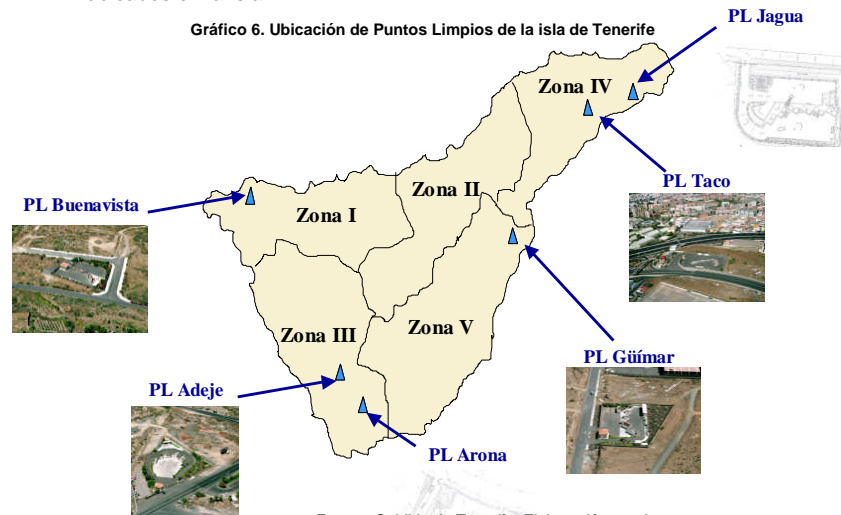 Gráfico 6. Ubicación de Puntos Limpios de la isla de Tenerife
PL Jagua
Zona IV
PL Taco
Zona II
PL Buenavista
Zona I
Zona III
Zona V
PL Güímar
PL Adeje
PL Arona